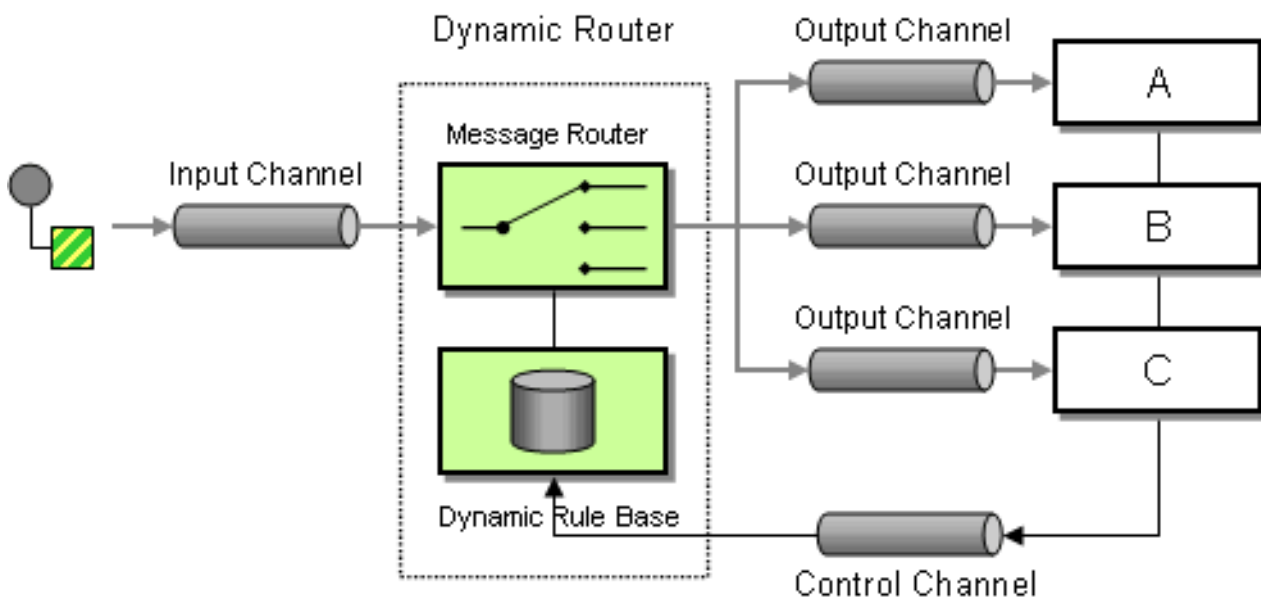 Dynamic Router
Output Channel
A
Message Router
Input Channel
Output Channel
B
Output Channel
C
Dynamic Rule Base
Control Channel